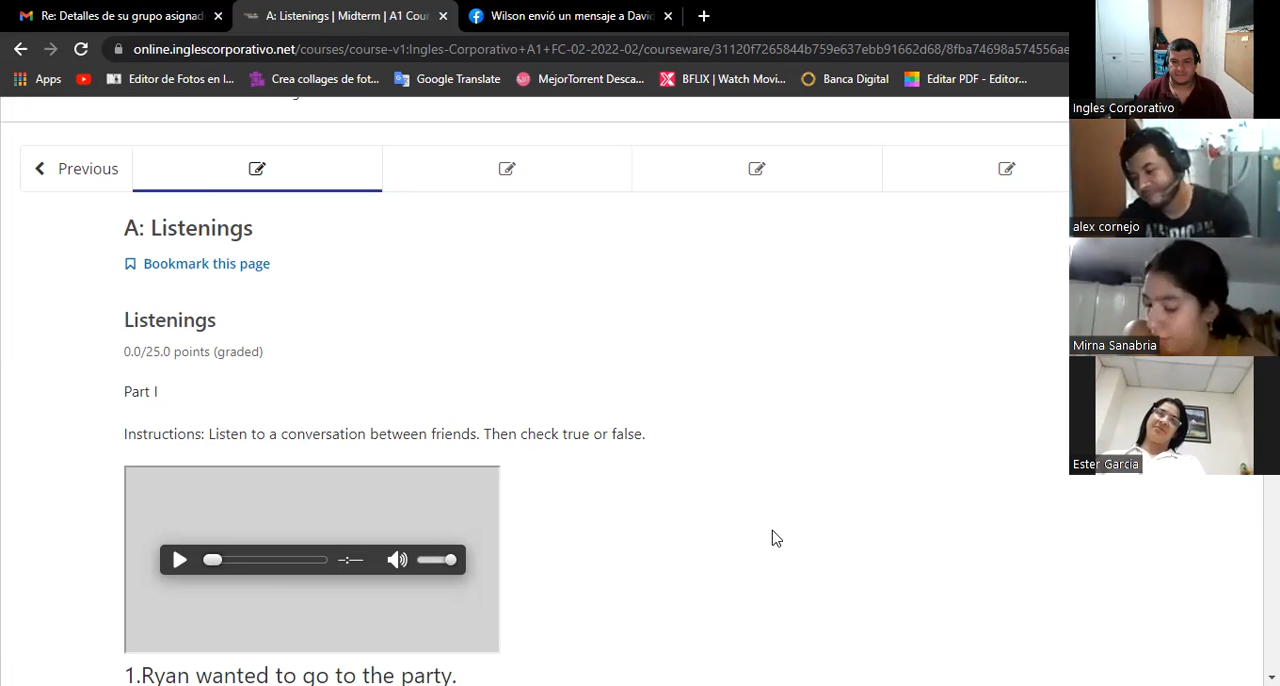 Re: Detalles de su grupo asignad
A: Listenings | Midterm | A1 Cour
Wilson envió un mensaje a David
online.inglescorporativo.net/courses/course-v1:Ingles-Corporativo+A1+FC-02-2022-02/courseware/31120f7265844b759e637ebb91662d68/8fba74698a574556ae
Apps
Editor de Fotos en l...
Crea collages de fot...
Google Translate
MejorTorrent Desca...
BFLIX | Watch Movi...
Banca Digital
Editar PDF - Editor...
Ingles Corporativo
alex cornejo
Mirna Sanabria
Ester Garcia
Previous
A: Listenings
Bookmark this page
Listenings
0.0/25.0 points (graded)
Part I
Instructions: Listen to a conversation between friends. Then check true or false.
-:--
1.Ryan wanted to go to the party.